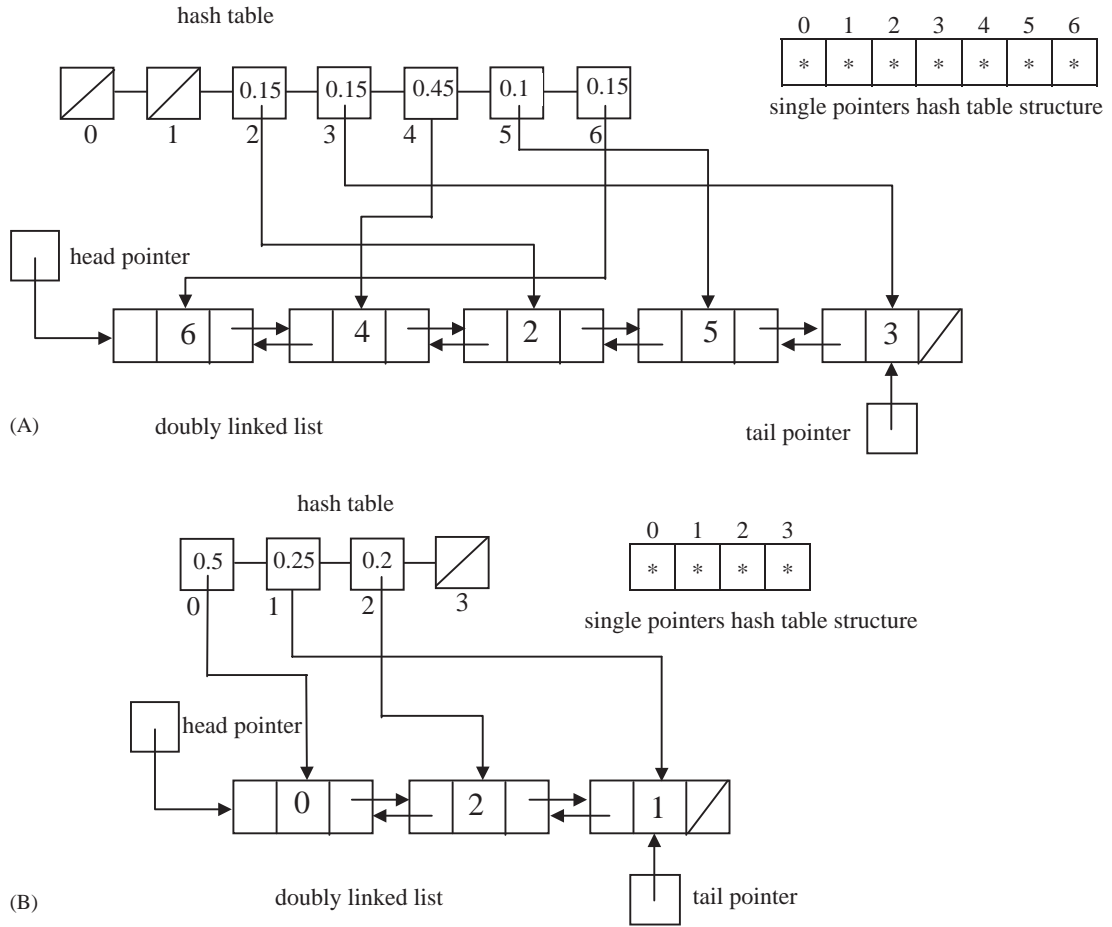 hash table
0 1 2 3 4 5 6
* * * * * * *
single pointers hash table structure
0.15 0.15 0.45 0.1 0.15
0 1 2 3 4 5 6
head pointer
6 4 2 5 3
(A) doubly linked list
tail pointer
hash table
0 1 2 3
* * * *
single pointers hash table structure
0.5 0.25 0.2
0 1 2 3
head pointer
0 2 1
(B) doubly linked list
tail pointer